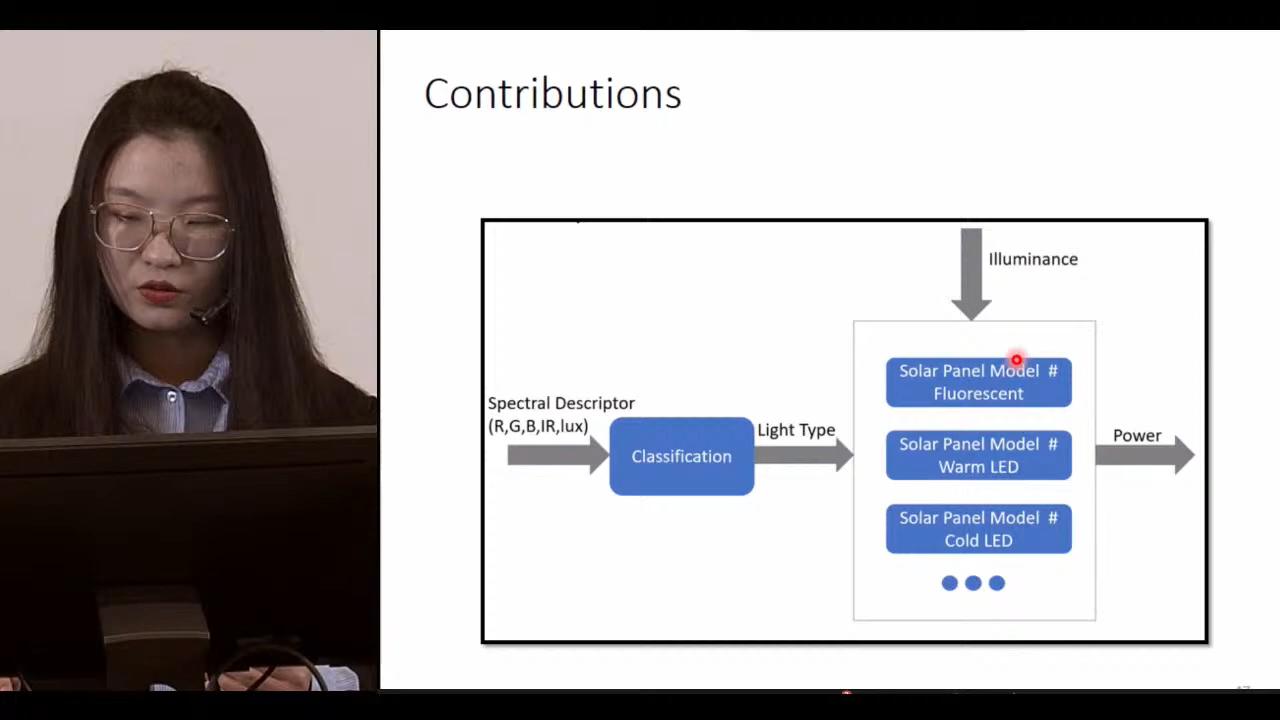 Contributions
Illuminance
Solar Panel Model #
Fluorescent
Spectral Descriptor
(R,G,B,IR,lux)
Classification
Light Type
Solar Panel Model #
Warm LED
Power
Solar Panel Model #
Cold LED